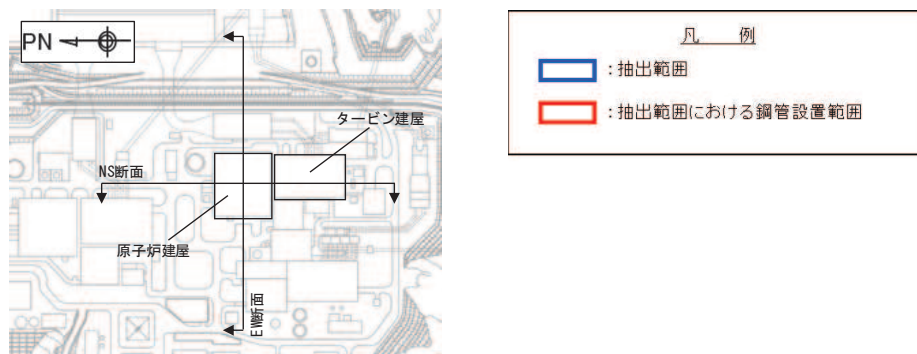 PN
タービン建屋
NS断面
原子炉建屋
EW断面
凡 例
：抽出範囲
：抽出範囲における鋼管設置範囲